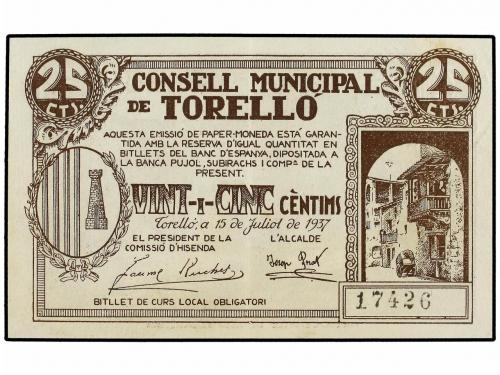 25 CTS.
25 CTS.
CONSELL MUNICIPAL
DE TORELLÓ
AQUESTA EMISSIÓ DE PAPER-MONEDA ESTÁ GARAN-
TIDA AMB LA RESERVA D'IGUAL QUANTITAT EN
BITLLETS DEL BANC D'ESPANYA, DIPOSITADA A
LA BANCA PUJOL, SUBIRACHS I COMPª DE LA
PRESENT.
VINT-I-CINC CÈNTIMS
Torelló, a 15 de Juliol de 1937
EL PRESIDENT DE LA
COMISSIÓ D'HISENDA
L'ALCALDE
BITLLET DE CURS LOCAL OBLIGATORI
17426